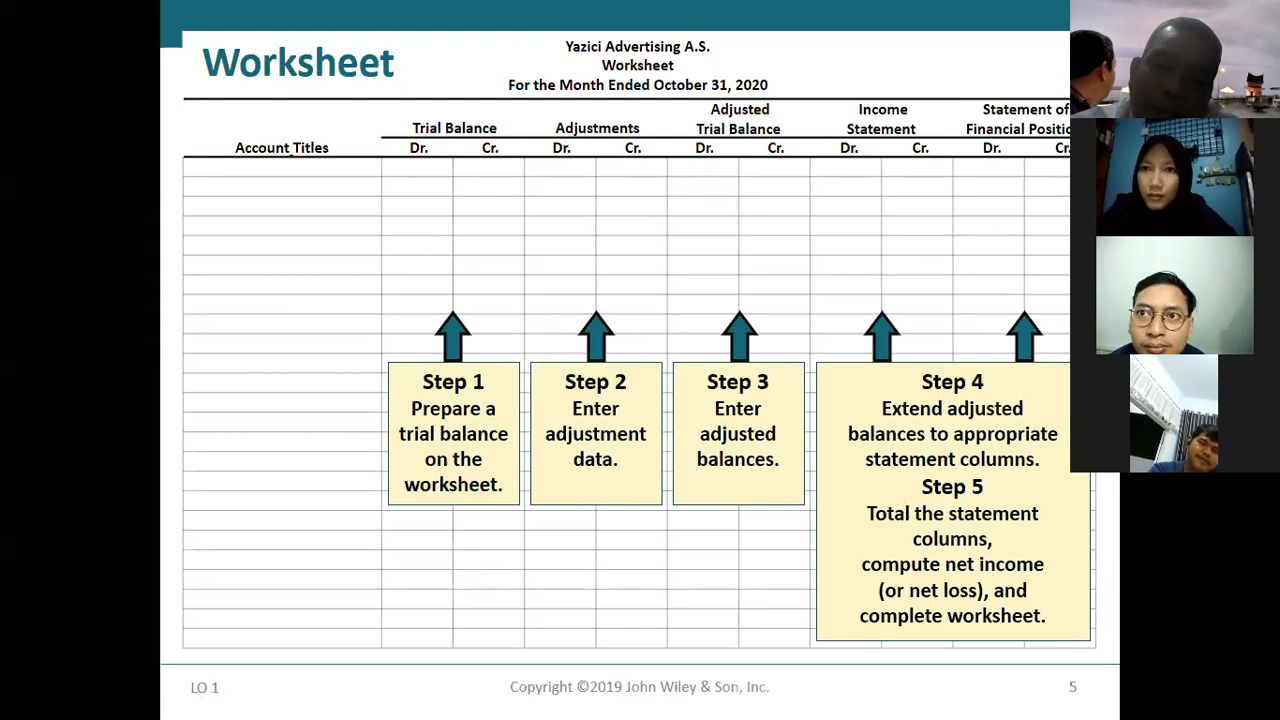 Worksheet
Yazici Advertising A.S.
Worksheet
For the Month Ended October 31, 2020
Account Titles
Trial Balance
Dr. Cr.
Adjustments
Dr. Cr.
Adjusted
Trial Balance
Dr. Cr.
Income
Statement
Dr. Cr.
Statement of
Financial Positio
Dr. Cr.
Step 1
Prepare a
trial balance
on the
worksheet.
Step 2
Enter
adjustment
data.
Step 3
Enter
adjusted
balances.
Step 4
Extend adjusted
balances to appropriate
statement columns.
Step 5
Total the statement
columns,
compute net income
(or net loss), and
complete worksheet.
LO 1
Copyright ©2019 John Wiley & Son, Inc.
5